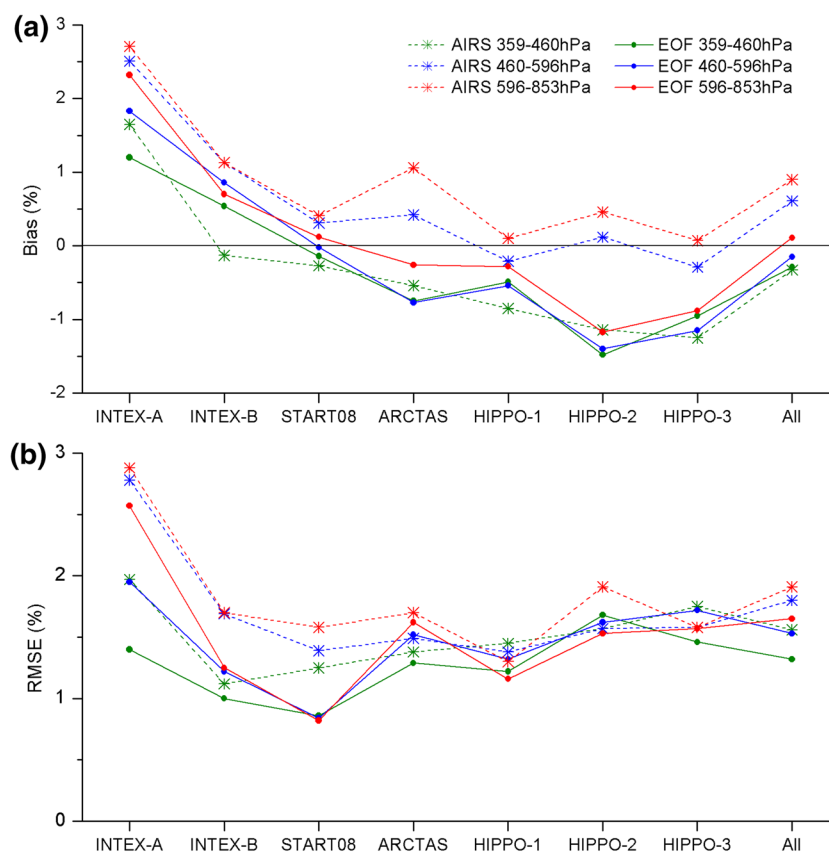 (a)
3
2
1
0
-1
-2
Bias (%)
AIRS 359-460hPa
AIRS 460-596hPa
AIRS 596-853hPa
EOF 359-460hPa
EOF 460-596hPa
EOF 596-853hPa
INTEX-A INTEX-B START08 ARCTAS HIPPO-1 HIPPO-2 HIPPO-3 All
(b)
3
2
1
0
RMSE (%)
INTEX-A INTEX-B START08 ARCTAS HIPPO-1 HIPPO-2 HIPPO-3 All